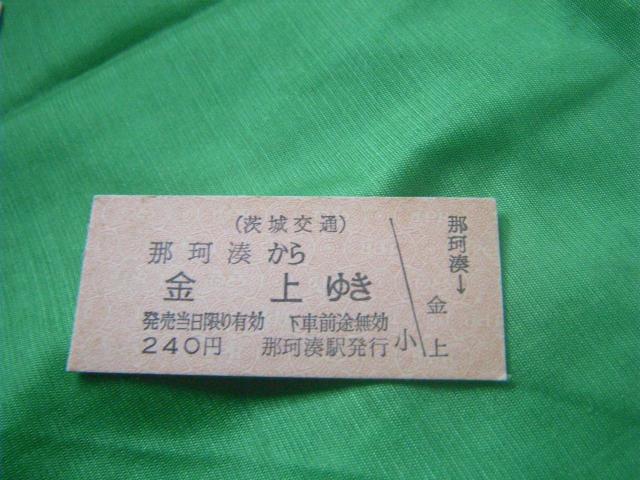 (茨城交通)
那珂湊から
金上ゆき
発売当日限り有効 下車前途無効
240円 那珂湊駅発行
小
那珂湊→
金上